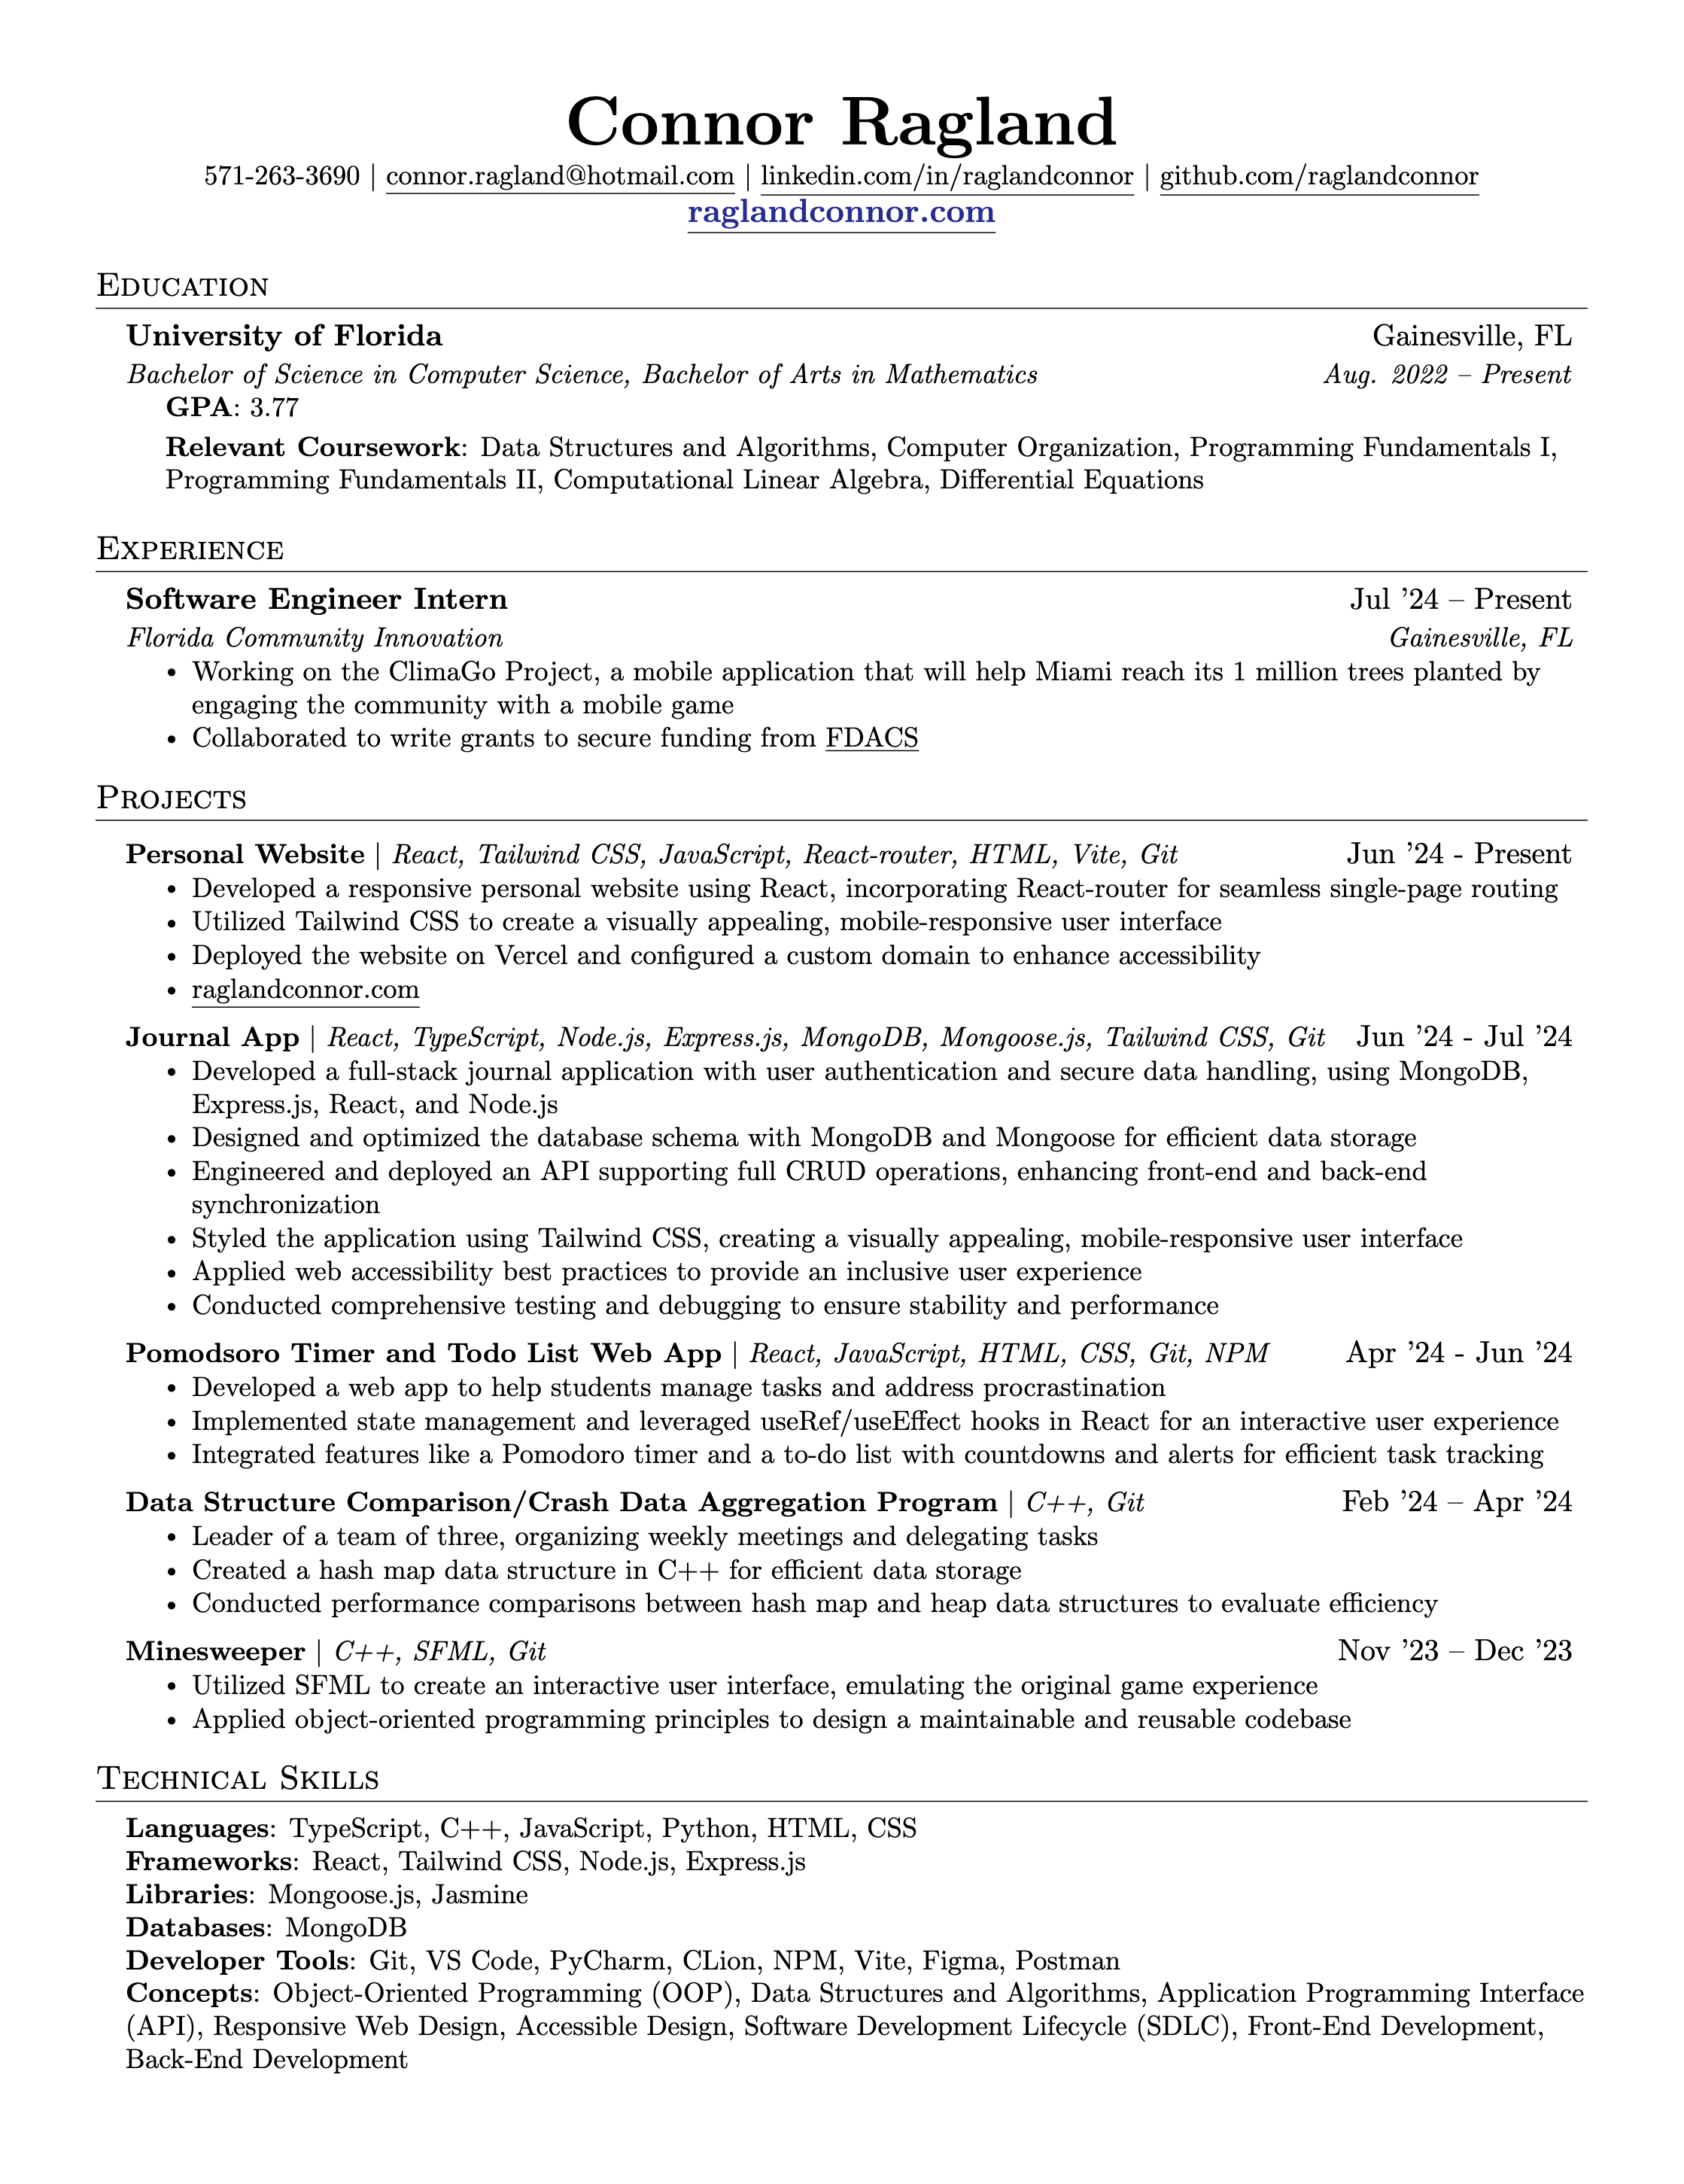 Connor Ragland
571-263-3690 | connor.ragland@hotmail.com | linkedin.com/in/raglandconnor | github.com/raglandconnor
raglandconnor.com
Education
University of Florida Gainesville, FL
Bachelor of Science in Computer Science, Bachelor of Arts in Mathematics Aug. 2022 – Present
GPA: 3.77
Relevant Coursework: Data Structures and Algorithms, Computer Organization, Programming Fundamentals I,
Programming Fundamentals II, Computational Linear Algebra, Differential Equations
Experience
Software Engineer Intern Jul ’24 – Present
Florida Community Innovation Gainesville, FL
• Working on the ClimaGo Project, a mobile application that will help Miami reach its 1 million trees planted by
engaging the community with a mobile game
• Collaborated to write grants to secure funding from FDACS
Projects
Personal Website | React, Tailwind CSS, JavaScript, React-router, HTML, Vite, Git Jun ’24 - Present
• Developed a responsive personal website using React, incorporating React-router for seamless single-page routing
• Utilized Tailwind CSS to create a visually appealing, mobile-responsive user interface
• Deployed the website on Vercel and configured a custom domain to enhance accessibility
• raglandconnor.com
Journal App | React, TypeScript, Node.js, Express.js, MongoDB, Mongoose.js, Tailwind CSS, Git Jun ’24 - Jul ’24
• Developed a full-stack journal application with user authentication and secure data handling, using MongoDB,
Express.js, React, and Node.js
• Designed and optimized the database schema with MongoDB and Mongoose for efficient data storage
• Engineered and deployed an API supporting full CRUD operations, enhancing front-end and back-end
synchronization
• Styled the application using Tailwind CSS, creating a visually appealing, mobile-responsive user interface
• Applied web accessibility best practices to provide an inclusive user experience
• Conducted comprehensive testing and debugging to ensure stability and performance
Pomodsoro Timer and Todo List Web App | React, JavaScript, HTML, CSS, Git, NPM Apr ’24 - Jun ’24
• Developed a web app to help students manage tasks and address procrastination
• Implemented state management and leveraged useRef/useEffect hooks in React for an interactive user experience
• Integrated features like a Pomodoro timer and a to-do list with countdowns and alerts for efficient task tracking
Data Structure Comparison/Crash Data Aggregation Program | C++, Git Feb ’24 – Apr ’24
• Leader of a team of three, organizing weekly meetings and delegating tasks
• Created a hash map data structure in C++ for efficient data storage
• Conducted performance comparisons between hash map and heap data structures to evaluate efficiency
Minesweeper | C++, SFML, Git Nov ’23 – Dec ’23
• Utilized SFML to create an interactive user interface, emulating the original game experience
• Applied object-oriented programming principles to design a maintainable and reusable codebase
Technical Skills
Languages: TypeScript, C++, JavaScript, Python, HTML, CSS
Frameworks: React, Tailwind CSS, Node.js, Express.js
Libraries: Mongoose.js, Jasmine
Databases: MongoDB
Developer Tools: Git, VS Code, PyCharm, CLion, NPM, Vite, Figma, Postman
Concepts: Object-Oriented Programming (OOP), Data Structures and Algorithms, Application Programming Interface
(API), Responsive Web Design, Accessible Design, Software Development Lifecycle (SDLC), Front-End Development,
Back-End Development